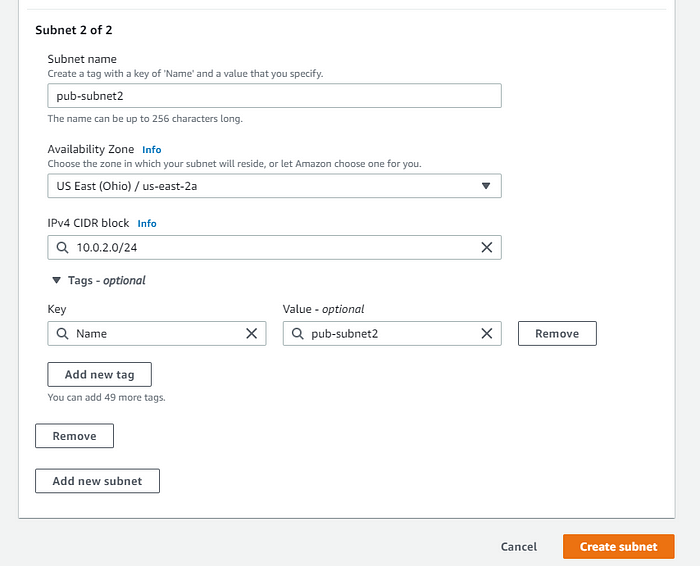 Subnet 2 of 2
Subnet name
Create a tag with a key of 'Name' and a value that you specify.
pub-subnet2
The name can be up to 256 characters long.
Availability Zone Info
Choose the zone in which your subnet will reside, or let Amazon choose one for you.
US East (Ohio) / us-east-2a
IPv4 CIDR block Info
10.0.2.0/24
Tags - optional
Key Value - optional
Name pub-subnet2 Remove
Add new tag
You can add 49 more tags.
Remove
Add new subnet
Cancel Create subnet